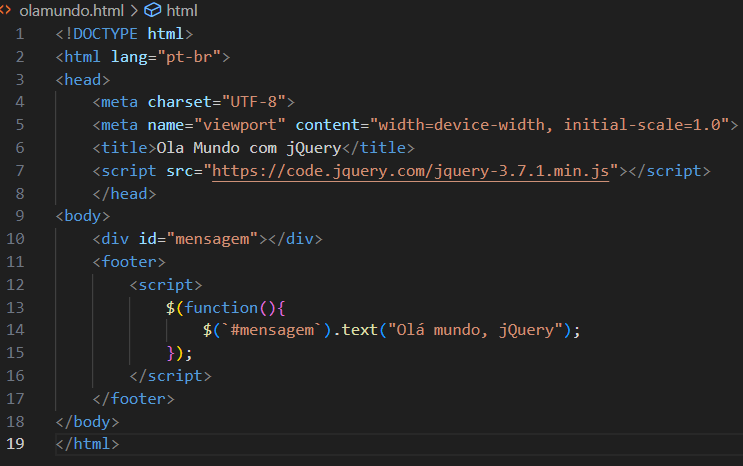 olamundo.html > html
1 <!DOCTYPE html>
2 <html lang="pt-br">
3 <head>
4     <meta charset="UTF-8">
5     <meta name="viewport" content="width=device-width, initial-scale=1.0">
6     <title>Ola Mundo com jQuery</title>
7     <script src="https://code.jquery.com/jquery-3.7.1.min.js"></script>
8     </head>
9 <body>
10     <div id="mensagem"></div>
11     <footer>
12         <script>
13             $(function(){
14                 $(`#mensagem`).text("Olá mundo, jQuery");
15             });
16         </script>
17     </footer>
18 </body>
19 </html>